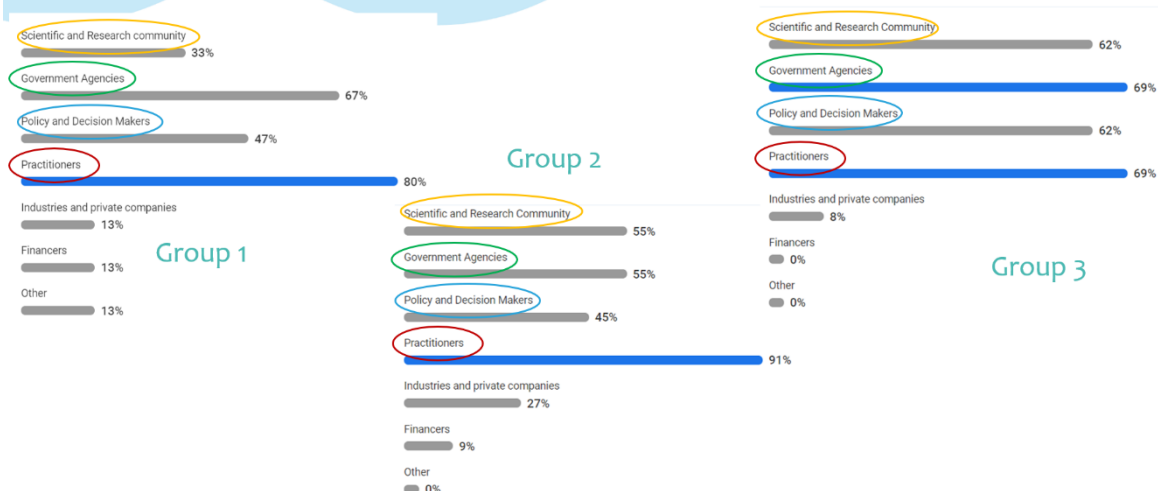 Scientific and Research community
33%
Government Agencies
67%
Policy and Decision Makers
47%
Practitioners
80%
Industries and private companies
13%
Financers
13%
Other
13%
Group 1
Group 2
Scientific and Research Community
55%
Government Agencies
55%
Policy and Decision Makers
45%
Practitioners
91%
Industries and private companies
27%
Financers
9%
Other
0%
Scientific and Research Community
62%
Government Agencies
69%
Policy and Decision Makers
62%
Practitioners
69%
Industries and private companies
8%
Financers
0%
Other
0%
Group 3